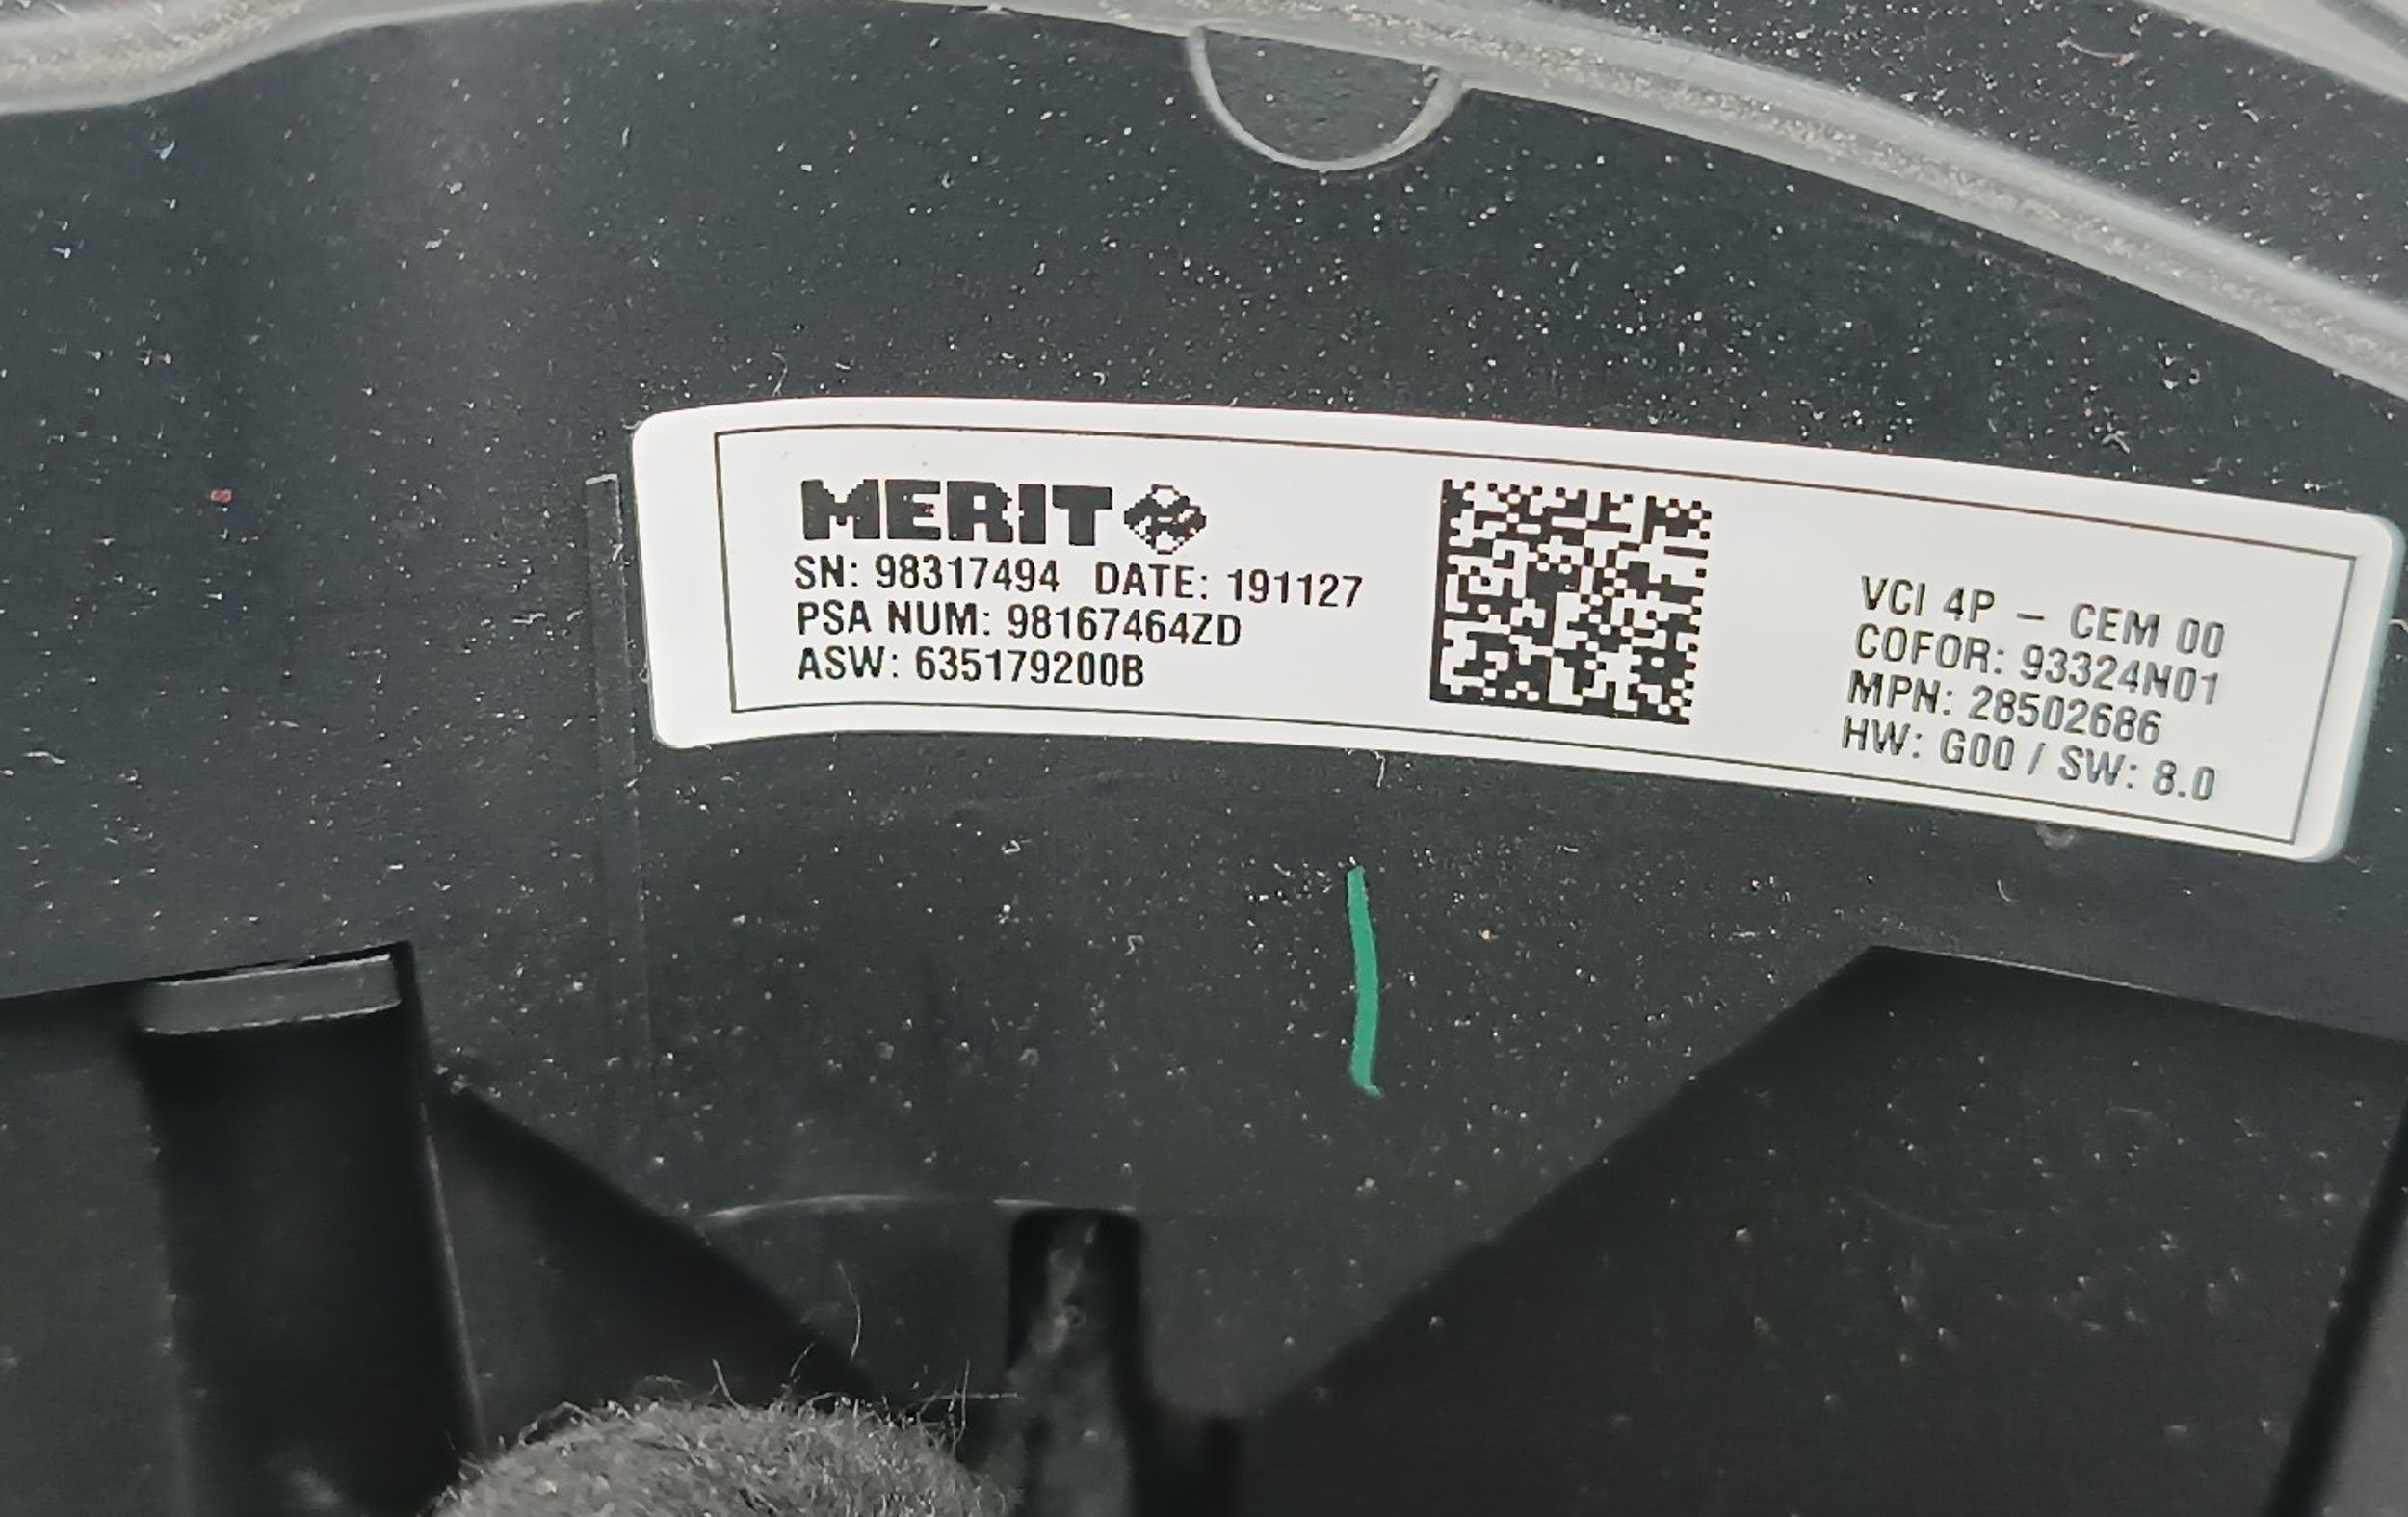 MERIT
SN: 98317494 DATE: 191127
PSA NUM: 98167464ZD
ASW: 635179200B
VCI 4P - CEM 00
COFOR: 93324N01
MPN: 28502686
HW: G00 / SW: 8.0